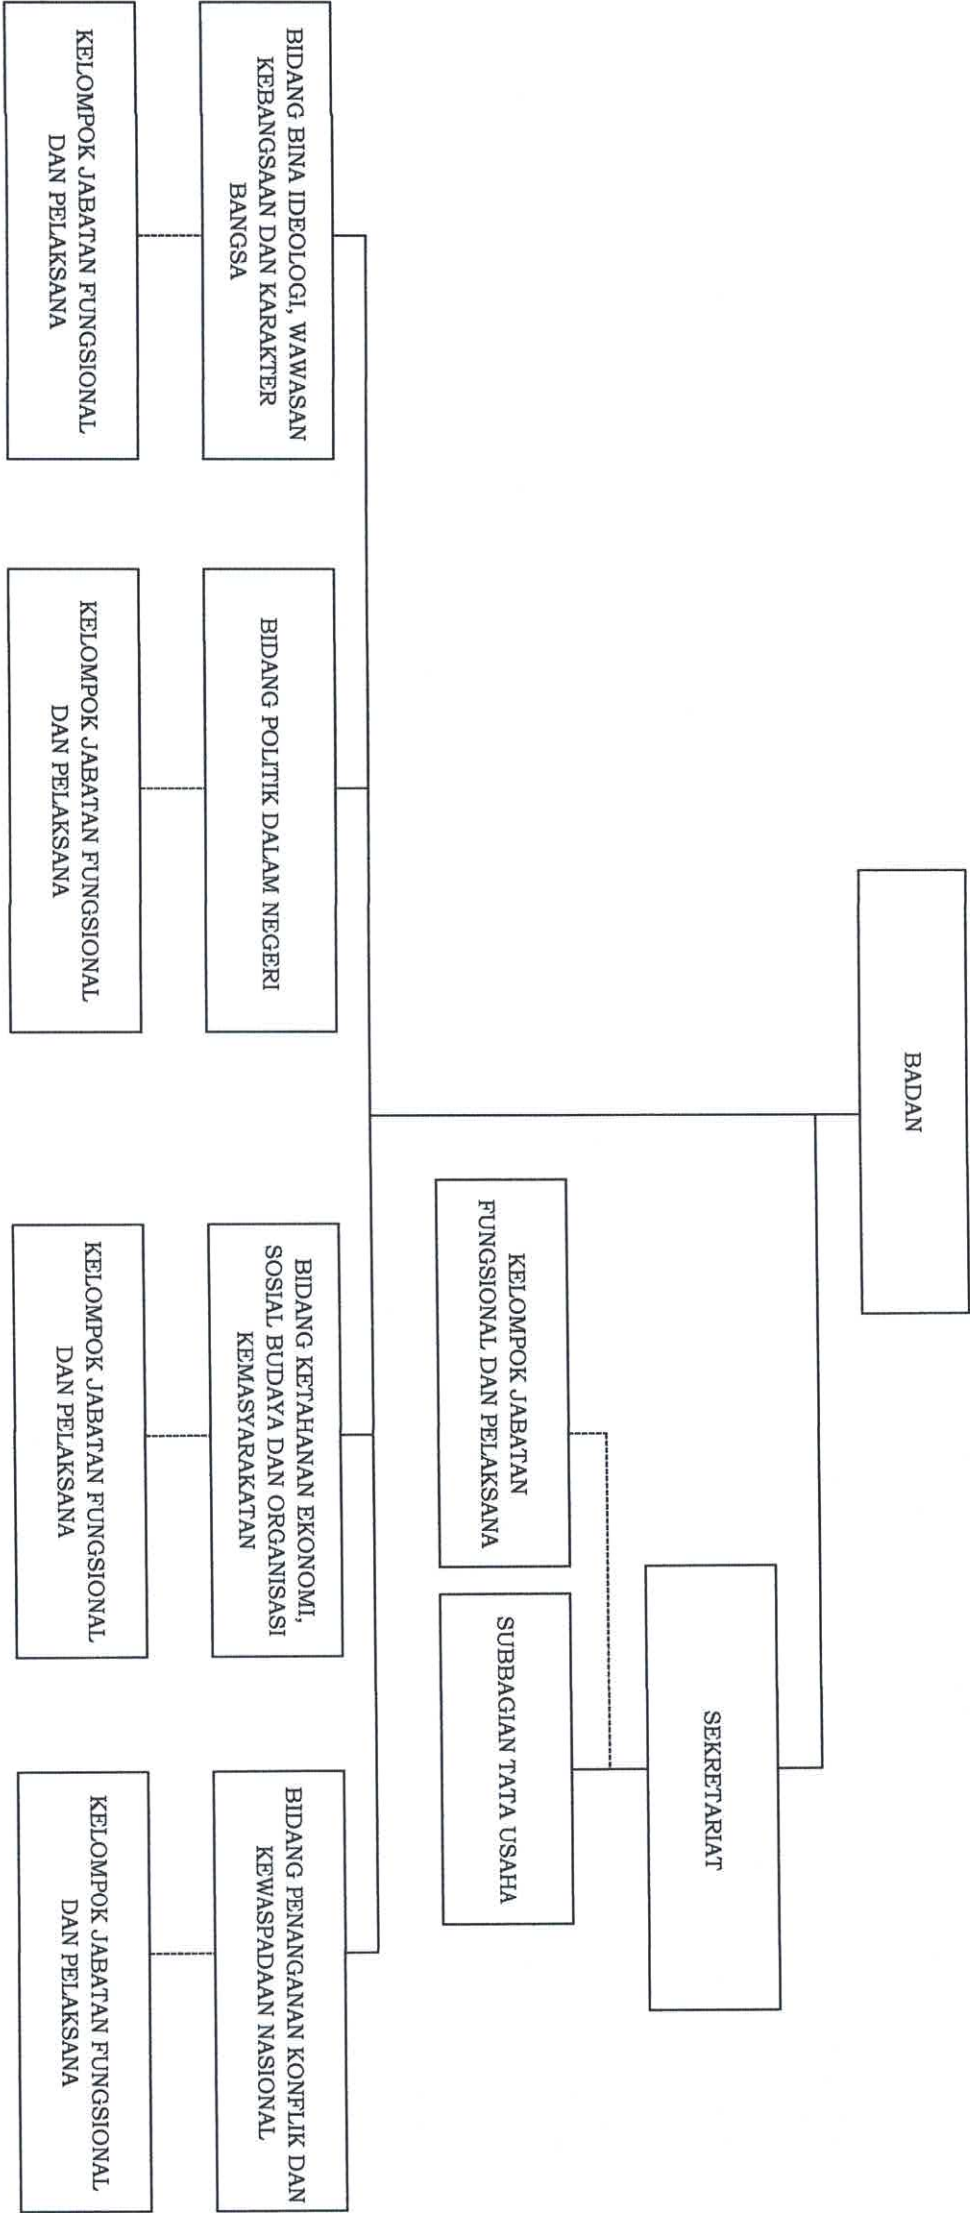 BADAN
SEKRETARIAT
KELOMPOK JABATAN
FUNGSIONAL DAN PELAKSANA
SUBBAGIAN TATA USAHA
BIDANG BINA IDEOLOGI, WAWASAN
KEBANGSAAN DAN KARAKTER
BANGSA
BIDANG POLITIK DALAM NEGERI
BIDANG KETAHANAN EKONOMI,
SOSIAL BUDAYA DAN ORGANISASI
KEMASYARAKATAN
BIDANG PENANGANAN KONFLIK DAN
KEWASPADAAN NASIONAL
KELOMPOK JABATAN FUNGSIONAL
DAN PELAKSANA
KELOMPOK JABATAN FUNGSIONAL
DAN PELAKSANA
KELOMPOK JABATAN FUNGSIONAL
DAN PELAKSANA
KELOMPOK JABATAN FUNGSIONAL
DAN PELAKSANA